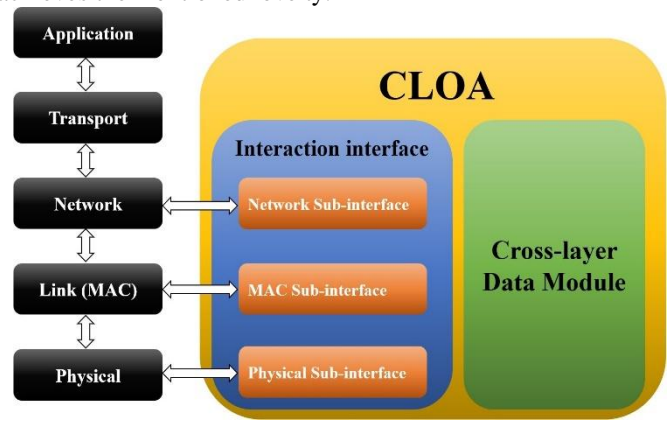 Application
Transport
Network
Link (MAC)
Physical
CLOA
Interaction interface
Network Sub-interface
MAC Sub-interface
Physical Sub-interface
Cross-layer
Data Module